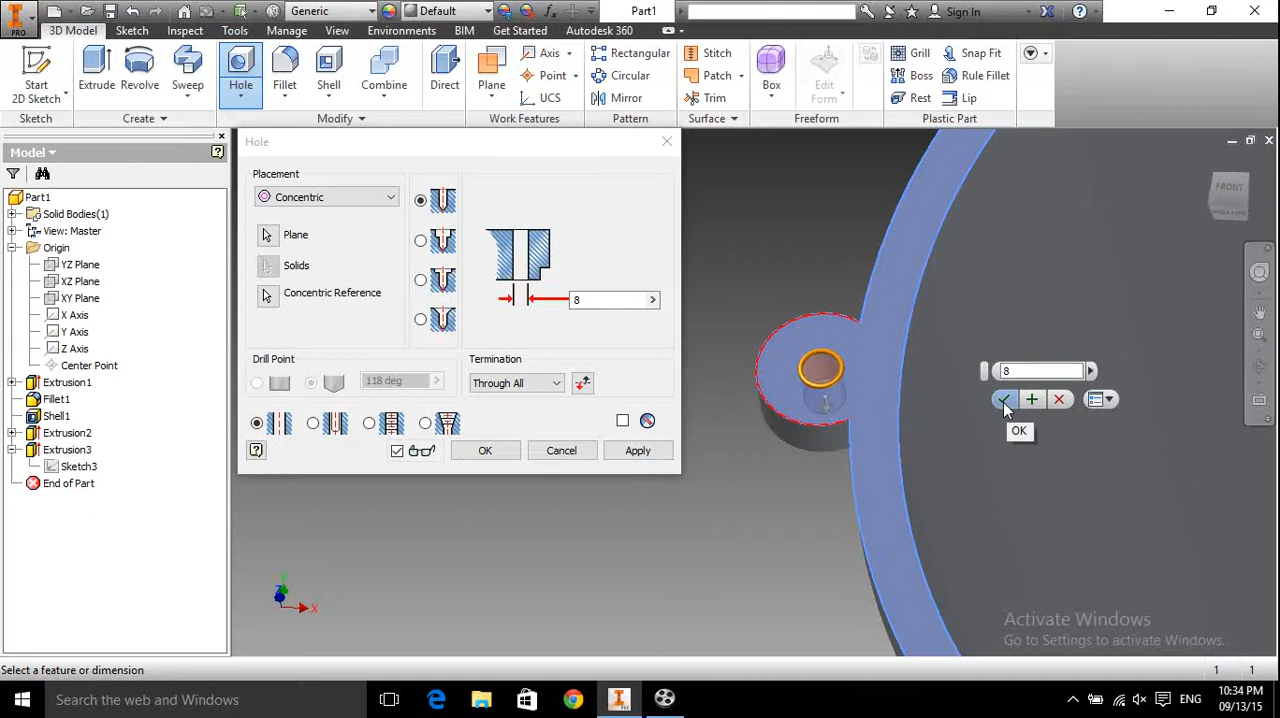 PRO
Generic
Default
Part1
Sign In
3D Model
Sketch
Inspect
Tools
Manage
View
Environments
BIM
Get Started
Autodesk 360
Start
2D Sketch
Extrude
Revolve
Sweep
Hole
Fillet
Shell
Combine
Direct
Plane
Axis
Point
UCS
Rectangular
Circular
Mirror
Stitch
Patch
Trim
Box
Edit
Form
Grill
Boss
Rest
Snap Fit
Rule Fillet
Lip
Sketch
Create
Modify
Work Features
Pattern
Surface
Freeform
Plastic Part
Model
Part1
Solid Bodies(1)
View: Master
Origin
YZ Plane
XZ Plane
XY Plane
X Axis
Y Axis
Z Axis
Center Point
Extrusion1
Fillet1
Shell1
Extrusion2
Extrusion3
Sketch3
End of Part
Hole
Placement
Concentric
Plane
Solids
Concentric Reference
8
Drill Point
118 deg
Termination
Through All
OK
Cancel
Apply
FRONT
8
OK
Y
Z
X
Activate Windows
Go to Settings to activate Windows.
Select a feature or dimension
1
1
Search the web and Windows
ENG
10:34 PM
09/13/15